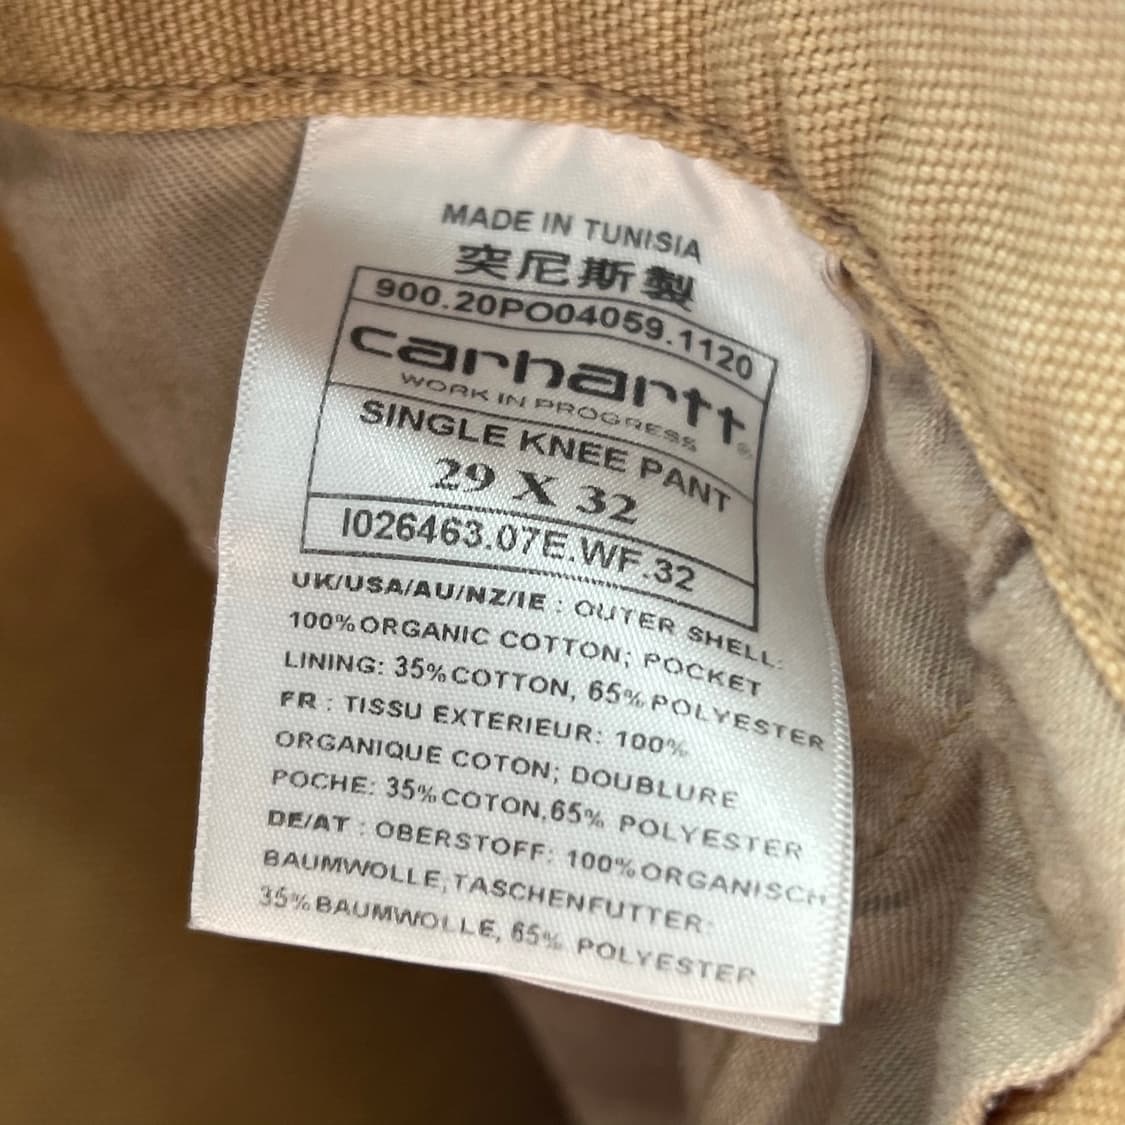 MADE IN TUNISIA
突尼斯製
900.20PO04059.1120
carhartt®
WORK IN PROGRESS
SINGLE KNEE PANT
29 X 32
I026463.07E.WF.32
UK/USA/AU/NZ/IE : OUTER SHELL:
100% ORGANIC COTTON; POCKET
LINING: 35% COTTON, 65% POLYESTER
FR : TISSU EXTERIEUR: 100%
ORGANIQUE COTON; DOUBLURE
POCHE: 35% COTON.65% POLYESTER
DE/AT : OBERSTOFF: 100% ORGANISCH
BAUMWOLLE, TASCHENFUTTER:
35% BAUMWOLLE, 65% POLYESTER